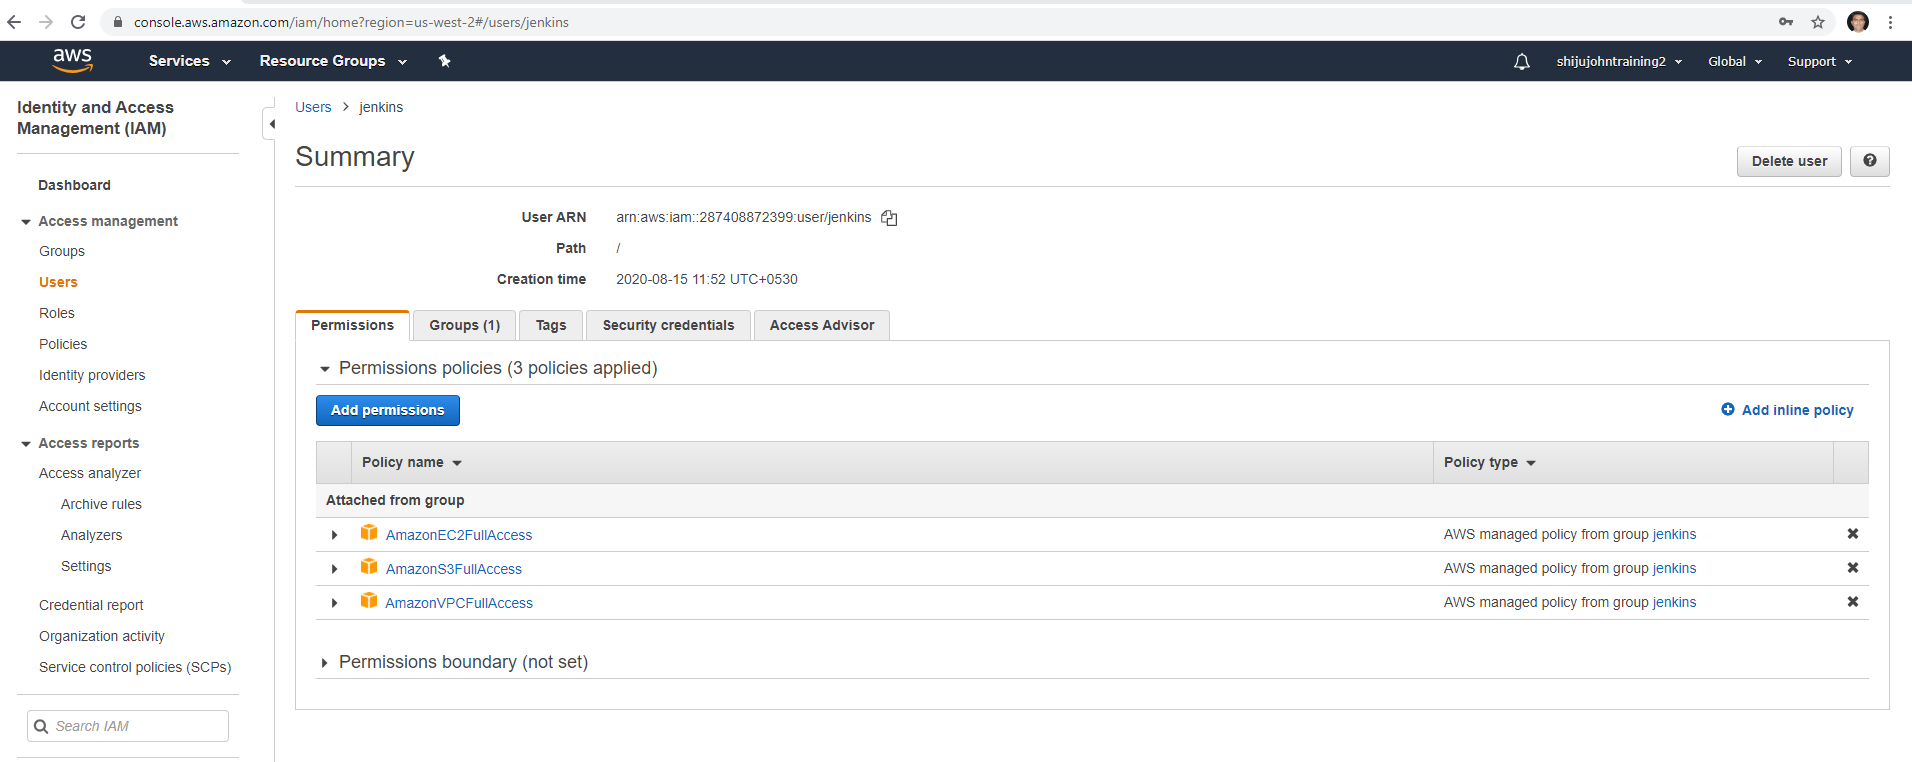 console.aws.amazon.com/iam/home?region=us-west-2#/users/jenkins
aws Services Resource Groups shijujohntraining2 Global Support
Identity and Access
Management (IAM)
Dashboard
Access management
Groups
Users
Roles
Policies
Identity providers
Account settings
Access reports
Access analyzer
Archive rules
Analyzers
Settings
Credential report
Organization activity
Service control policies (SCPs)
Search IAM
Users > jenkins
Summary
Delete user
User ARN arn:aws:iam::287408872399:user/jenkins
Path /
Creation time 2020-08-15 11:52 UTC+0530
Permissions Groups (1) Tags Security credentials Access Advisor
Permissions policies (3 policies applied)
Add permissions Add inline policy
Policy name Policy type
Attached from group
AmazonEC2FullAccess AWS managed policy from group jenkins
AmazonS3FullAccess AWS managed policy from group jenkins
AmazonVPCFullAccess AWS managed policy from group jenkins
Permissions boundary (not set)